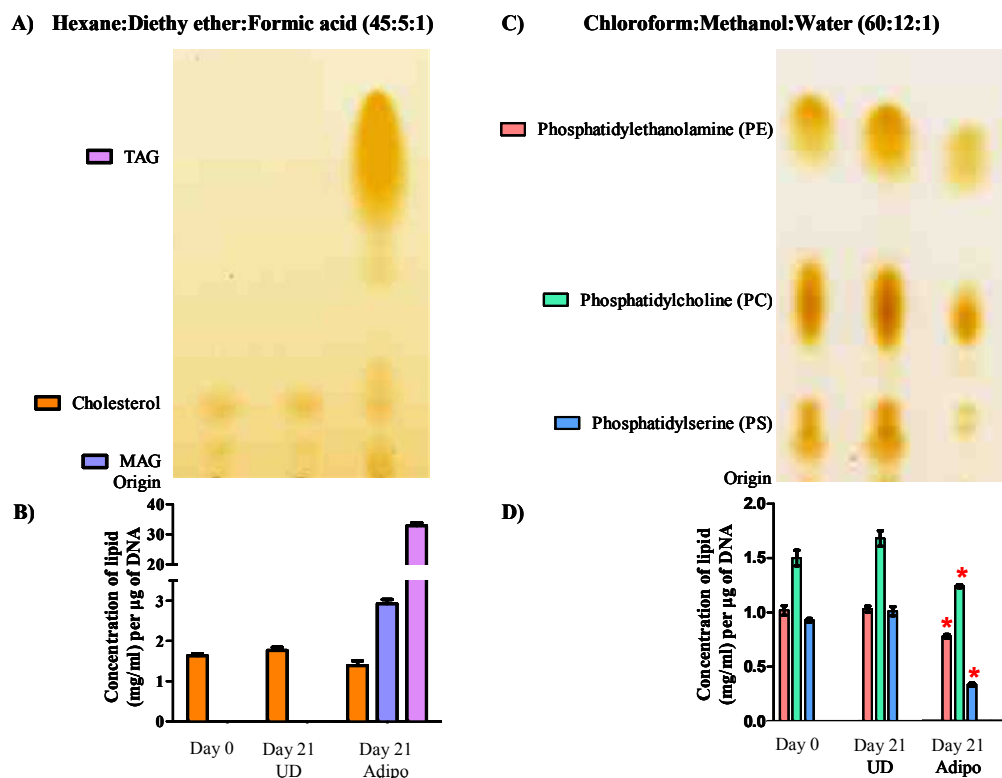 A) Hexane:Diethy ether:Formic acid (45:5:1)
TAG
Cholesterol
MAG
Origin
B)
Concentration of lipid
(mg/ml) per µg of DNA
40
30
20
3
2
1
0
Day 0
Day 21
UD
Day 21
Adipo
C) Chloroform:Methanol:Water (60:12:1)
Phosphatidylethanolamine (PE)
Phosphatidylcholine (PC)
Phosphatidylserine (PS)
Origin
D)
Concentration of lipid
(mg/ml) per µg of DNA
2.0
1.5
1.0
0.5
0.0
*
*
*
Day 0
Day 21
UD
Day 21
Adipo